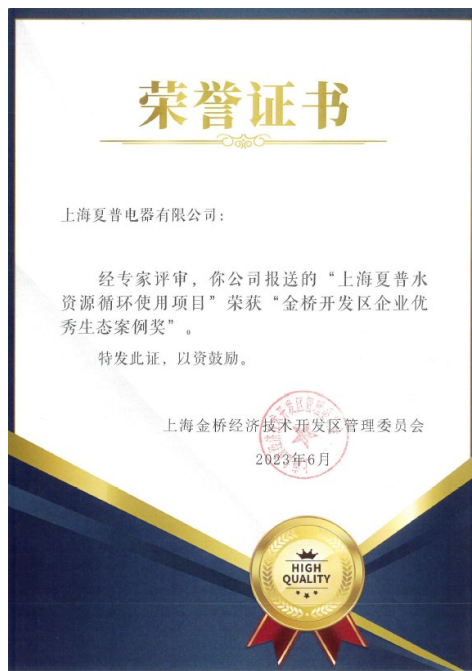 荣誉证书
上海夏普电器有限公司：
经专家评审，你公司报送的“上海夏普水
资源循环使用项目”荣获“金桥开发区企业优
秀生态案例奖”。
特发此证，以资鼓励。
上海金桥经济技术开发区管理委员会
2023年6月
HIGH
QUALITY